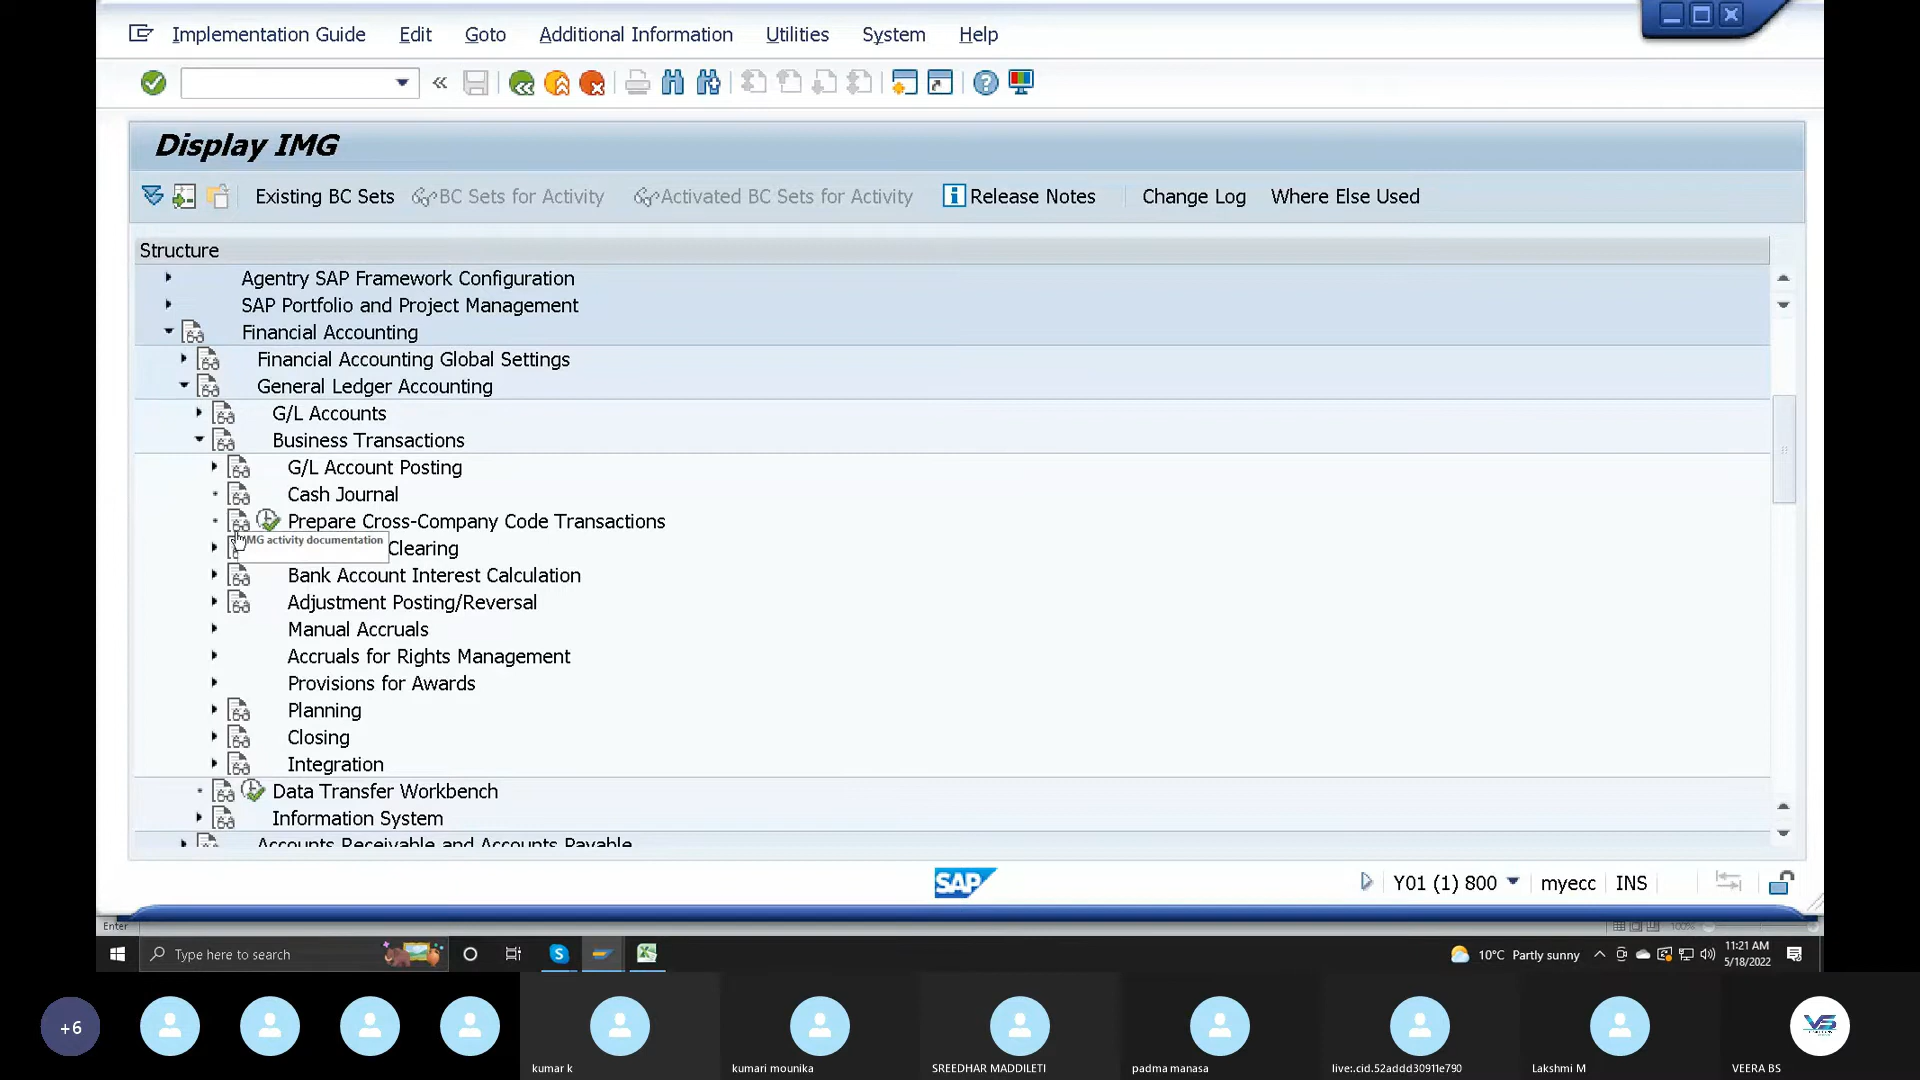 Implementation Guide Edit Goto Additional Information Utilities System Help
Display IMG
Existing BC Sets BC Sets for Activity Activated BC Sets for Activity Release Notes Change Log Where Else Used
Structure
Agentry SAP Framework Configuration
SAP Portfolio and Project Management
Financial Accounting
Financial Accounting Global Settings
General Ledger Accounting
G/L Accounts
Business Transactions
G/L Account Posting
Cash Journal
Prepare Cross-Company Code Transactions
IMG activity documentation
Clearing
Bank Account Interest Calculation
Adjustment Posting/Reversal
Manual Accruals
Accruals for Rights Management
Provisions for Awards
Planning
Closing
Integration
Data Transfer Workbench
Information System
Accounts Receivable and Accounts Payable
SAP Y01 (1) 800 myecc INS
Enter 100%
Type here to search 10°C Partly sunny 11:21 AM
5/18/2022
+6
kumar k kumari mounika SREEDHAR MADDILETI padma manasa live:.cid.52addd30911e790 Lakshmi M VEERA BS